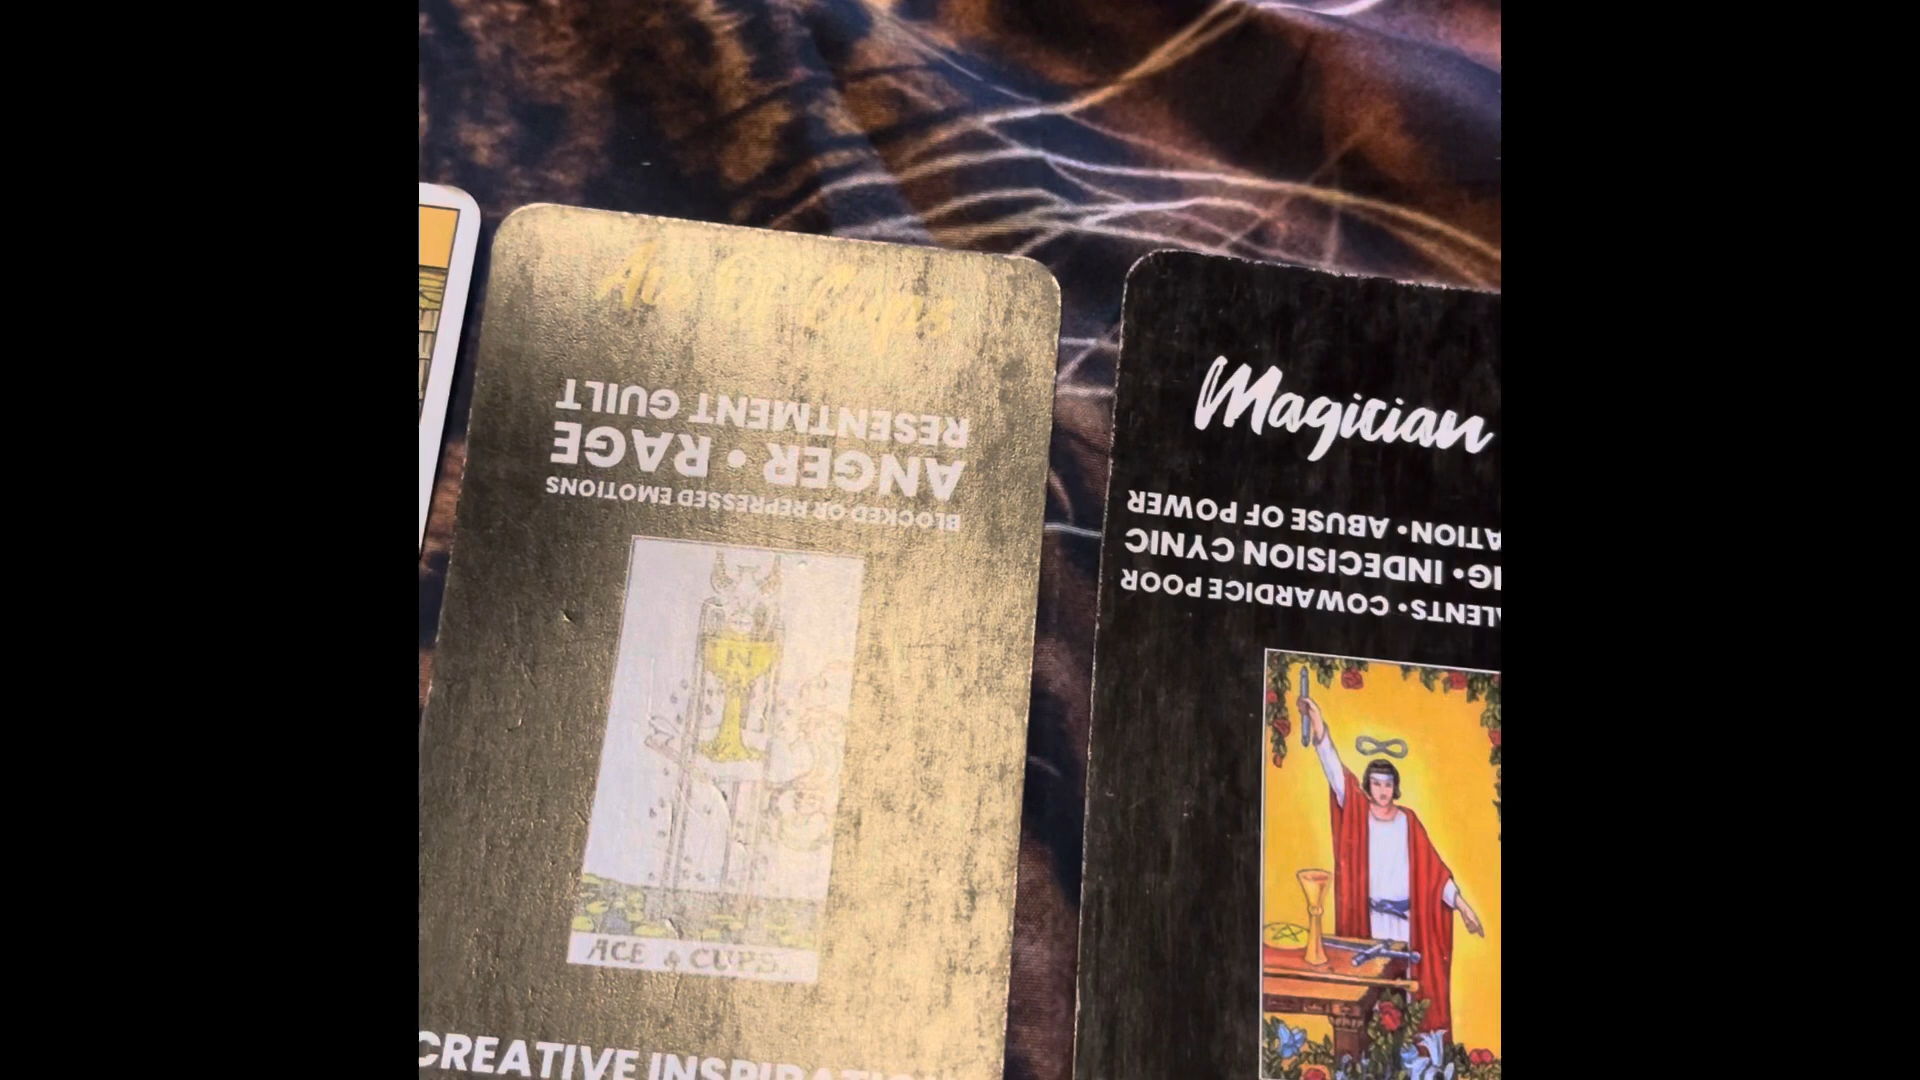 Ace Of Cups
BLOCKED OR REPRESSED EMOTIONS
ANGER • RAGE
RESENTMENT GUILT
ACE of CUPS.
CREATIVE INSPIRATIO
Magician
ALENTS • COWARDICE POOR
G • INDECISION CYNIC
ATION • ABUSE OF POWER